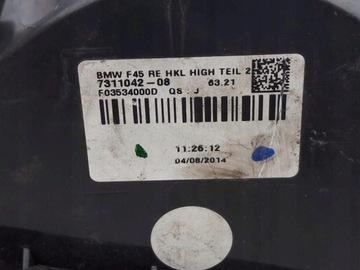 BMW F45 RE HKL HIGH TEIL 2
7311042-08 63.21
F03534000D QS: J
11:26:12
04/08/2014